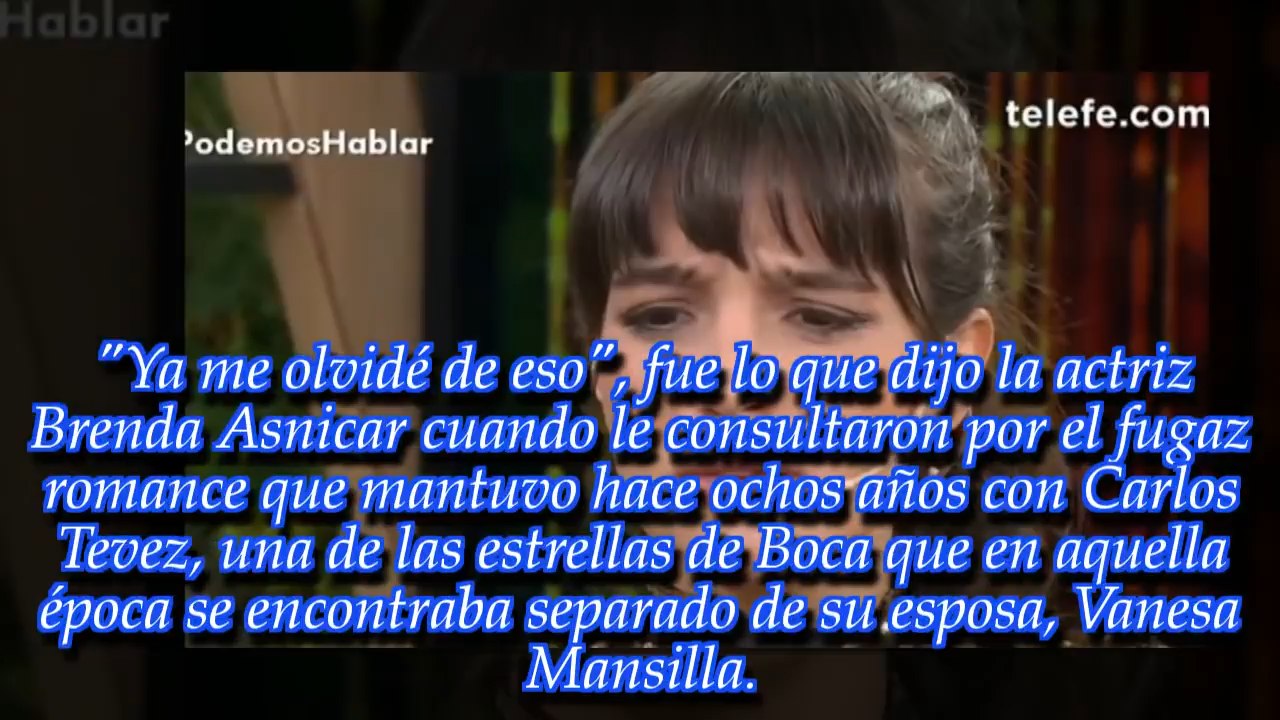 Hablar
PodemosHablar
telefe.com
"Ya me olvidé de eso", fue lo que dijo la actriz
Brenda Asnicar cuando le consultaron por el fugaz
romance que mantuvo hace ochos años con Carlos
Tevez, una de las estrellas de Boca que en aquella
época se encontraba separado de su esposa, Vanesa
Mansilla.